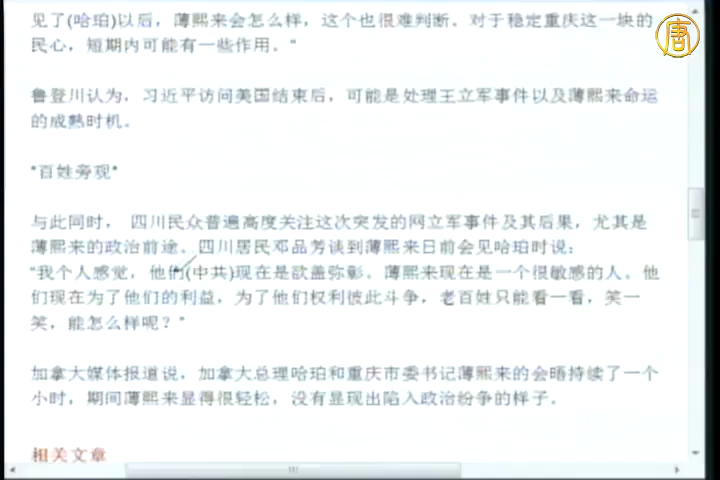 唐
见了(哈珀)以后，薄熙来会怎么样，这个也很难判断。对于稳定重庆这一块的
民心，短期内可能有一些作用。"
鲁登川认为，习近平访问美国结束后，可能是处理王立军事件以及薄熙来命运
的成熟时机。
"百姓旁观"
与此同时， 四川民众普遍高度关注这次突发的网立军事件及其后果，尤其是
薄熙来的政治前途。四川居民邓品芳谈到薄熙来日前会见哈珀时说：
"我个人感觉，他们(中共)现在是欲盖弥彰。薄熙来现在是一个很敏感的人。他
们现在为了他们的利益，为了他们权利彼此斗争，老百姓只能看一看，笑一
笑，能怎么样呢？"
加拿大媒体报道说，加拿大总理哈珀和重庆市委书记薄熙来的会晤持续了一个
小时，期间薄熙来显得很轻松，没有显现出陷入政治纷争的样子。
相关文章